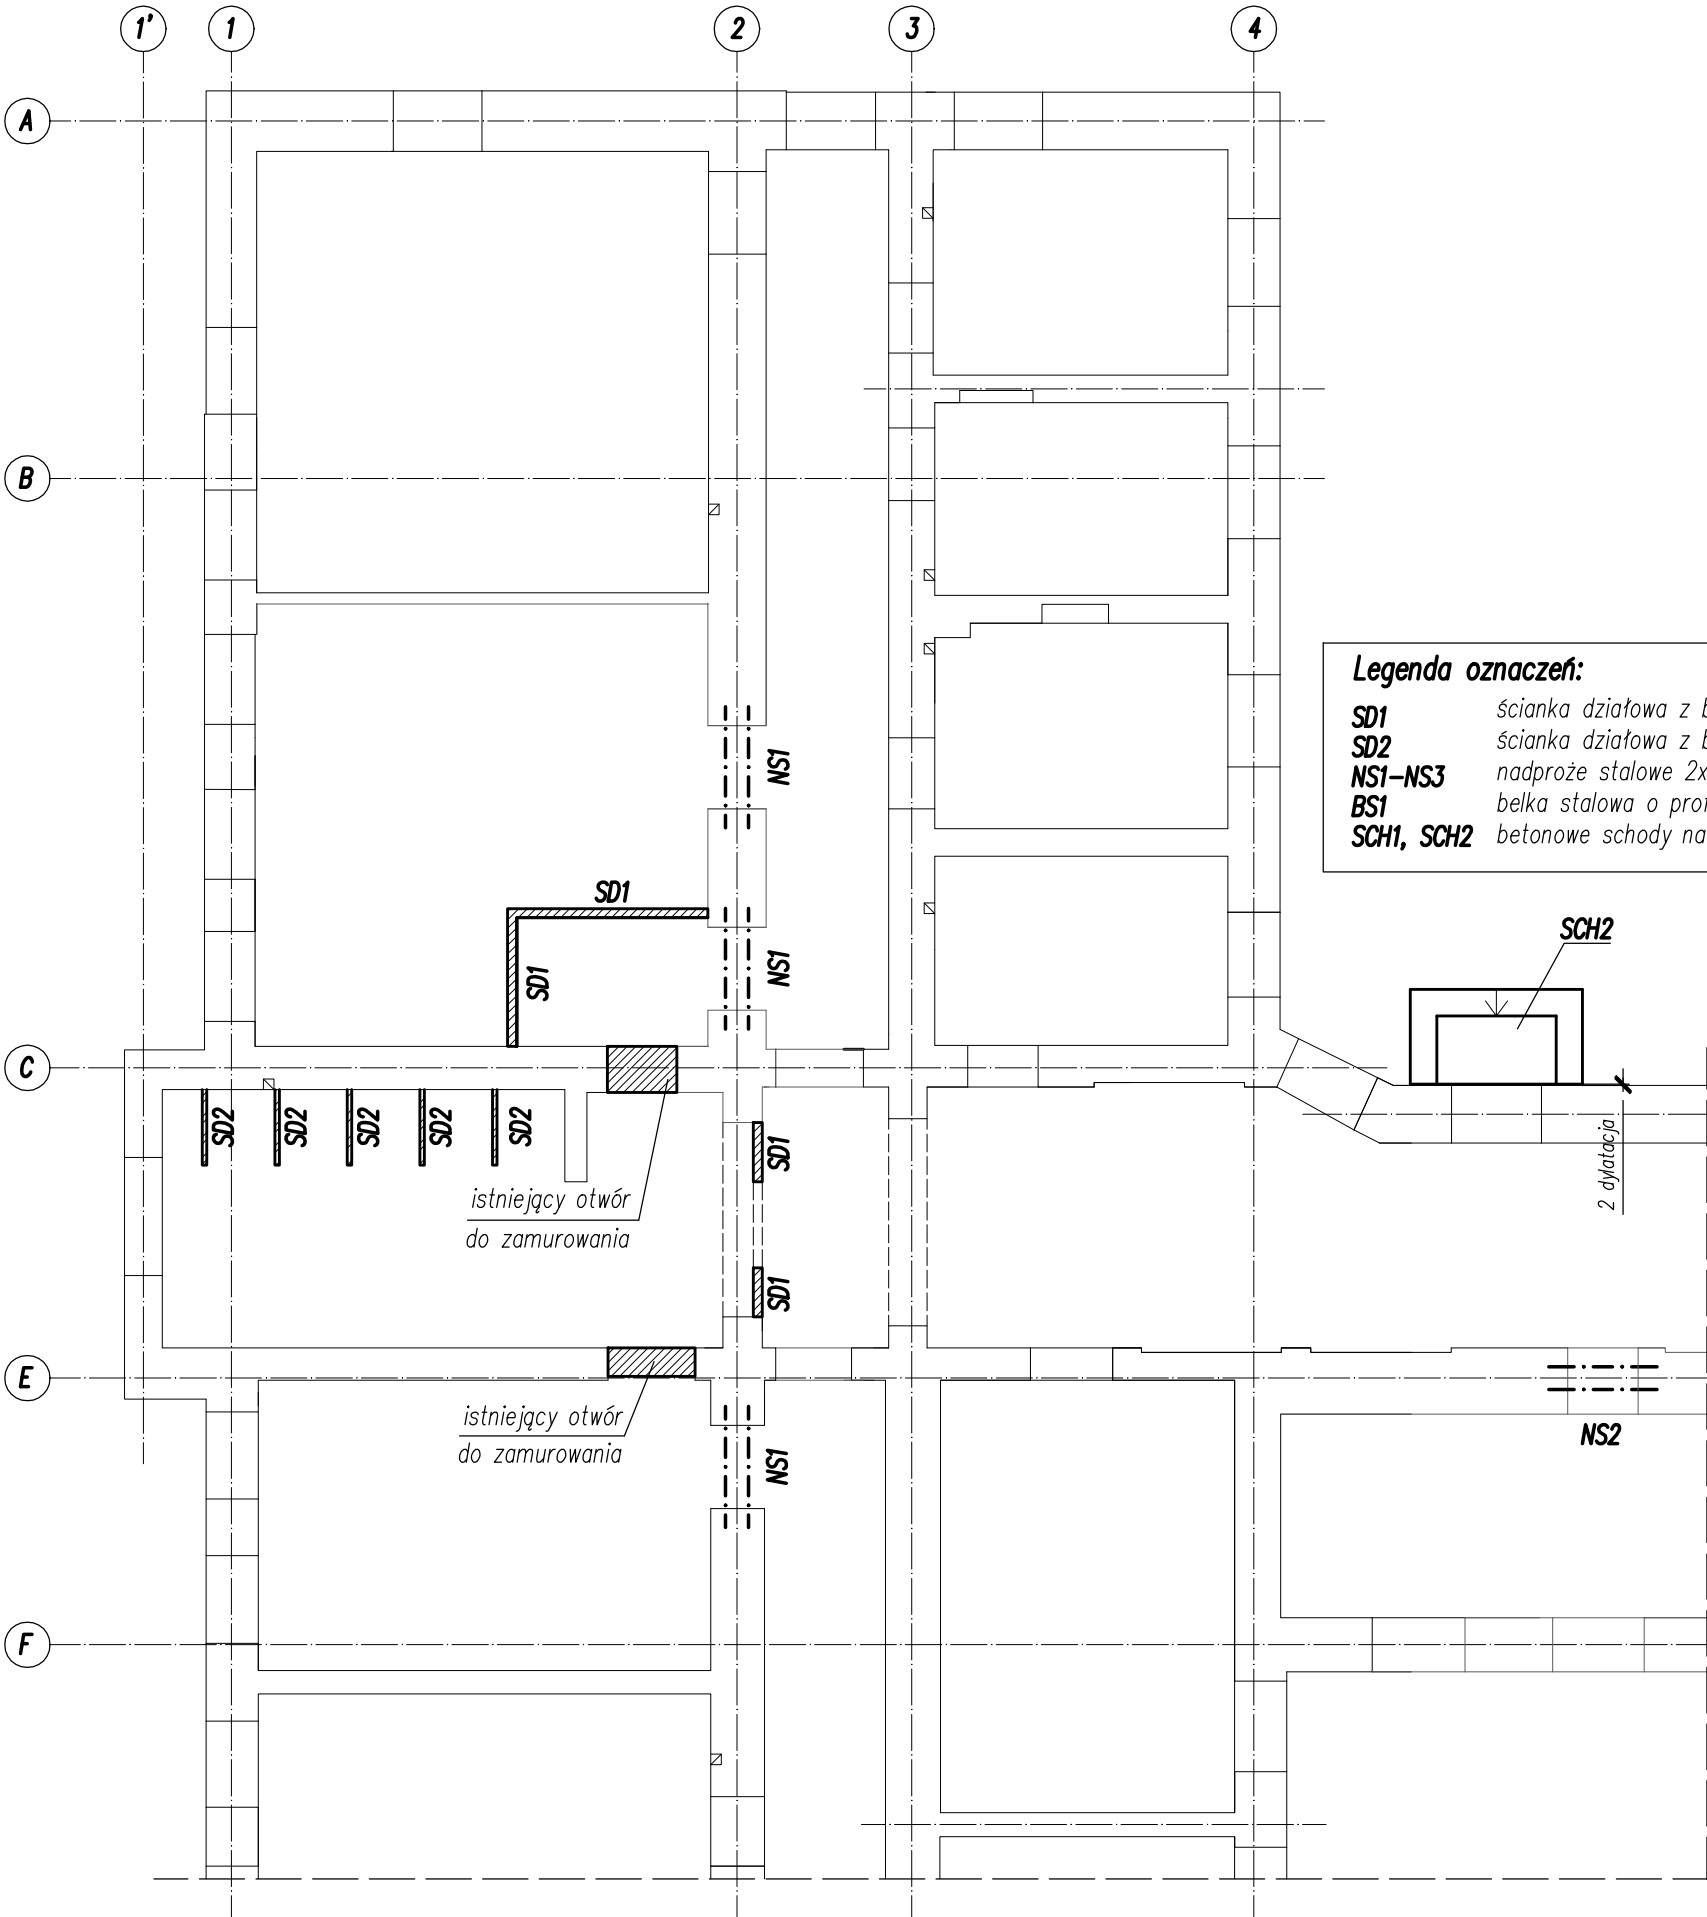 1' 1 2 3 4
A
B
Legenda oznaczeń:
SD1 ścianka działowa z
SD2 ścianka działowa z
NS1-NS3 nadproże stalowe 2x
BS1 belka stalowa o
SCH1, SCH2 betonowe schody na
NS1
SD1
SD1
NS1
SCH2
C
SD2
SD2
SD2
SD2
SD2
SD1
2 dylatacja
istniejący otwór
do zamurowania
SD1
E
istniejący otwór
do zamurowania
NS1
NS2
F